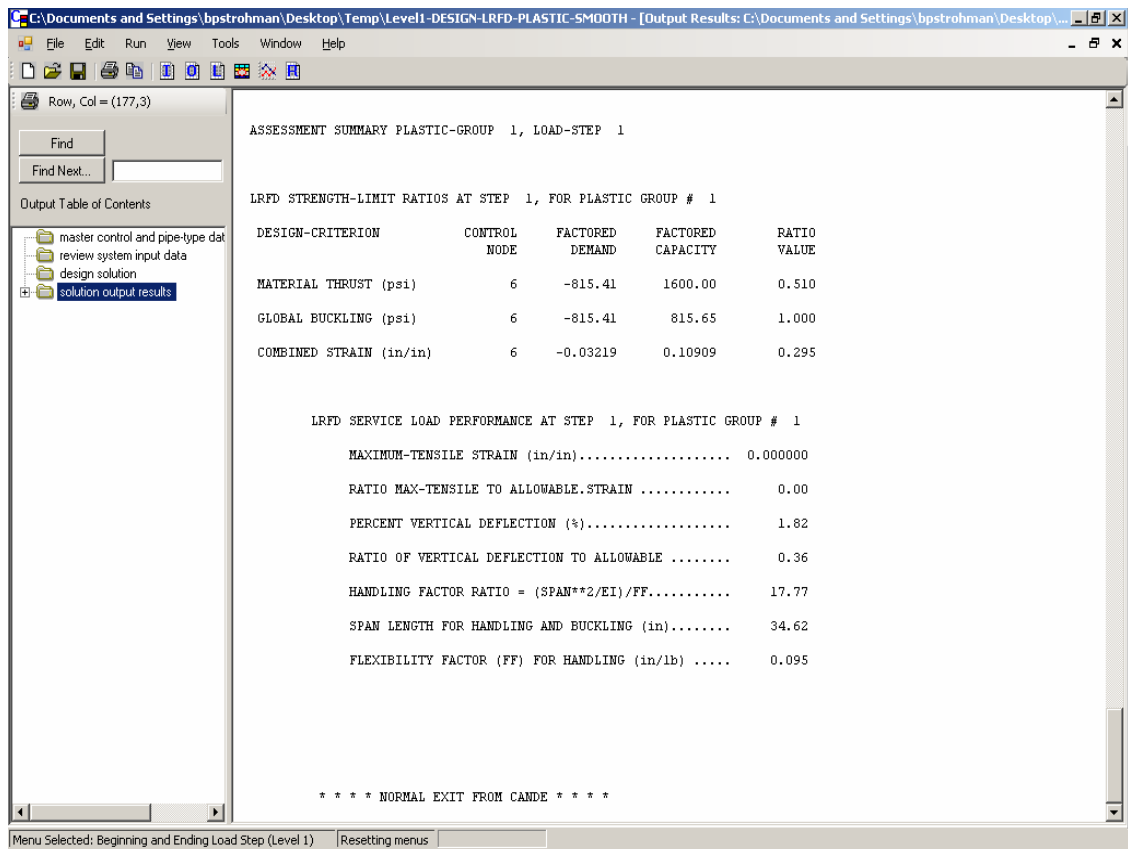 C:\Documents and Settings\bpstrohman\Desktop\Temp\Level1-DESIGN-LRFD-PLASTIC-SMOOTH - [Output Results: C:\Documents and Settings\bpstrohman\Desktop\...
File Edit Run View Tools Window Help
Row, Col = (177,3)
Find
Find Next...
Output Table of Contents
master control and pipe-type dat
review system input data
design solution
solution output results
ASSESSMENT SUMMARY PLASTIC-GROUP 1, LOAD-STEP 1
LRFD STRENGTH-LIMIT RATIOS AT STEP 1, FOR PLASTIC GROUP # 1
DESIGN-CRITERION CONTROL FACTORED FACTORED RATIO
NODE DEMAND CAPACITY VALUE
MATERIAL THRUST (psi) 6 -815.41 1600.00 0.510
GLOBAL BUCKLING (psi) 6 -815.41 815.65 1.000
COMBINED STRAIN (in/in) 6 -0.03219 0.10909 0.295
LRFD SERVICE LOAD PERFORMANCE AT STEP 1, FOR PLASTIC GROUP # 1
MAXIMUM-TENSILE STRAIN (in/in).................... 0.000000
RATIO MAX-TENSILE TO ALLOWABLE.STRAIN ............ 0.00
PERCENT VERTICAL DEFLECTION (%)................... 1.82
RATIO OF VERTICAL DEFLECTION TO ALLOWABLE ........ 0.36
HANDLING FACTOR RATIO = (SPAN**2/EI)/FF........... 17.77
SPAN LENGTH FOR HANDLING AND BUCKLING (in)........ 34.62
FLEXIBILITY FACTOR (FF) FOR HANDLING (in/lb) ..... 0.095
* * * * NORMAL EXIT FROM CANDE * * * *
Menu Selected: Beginning and Ending Load Step (Level 1) Resetting menus